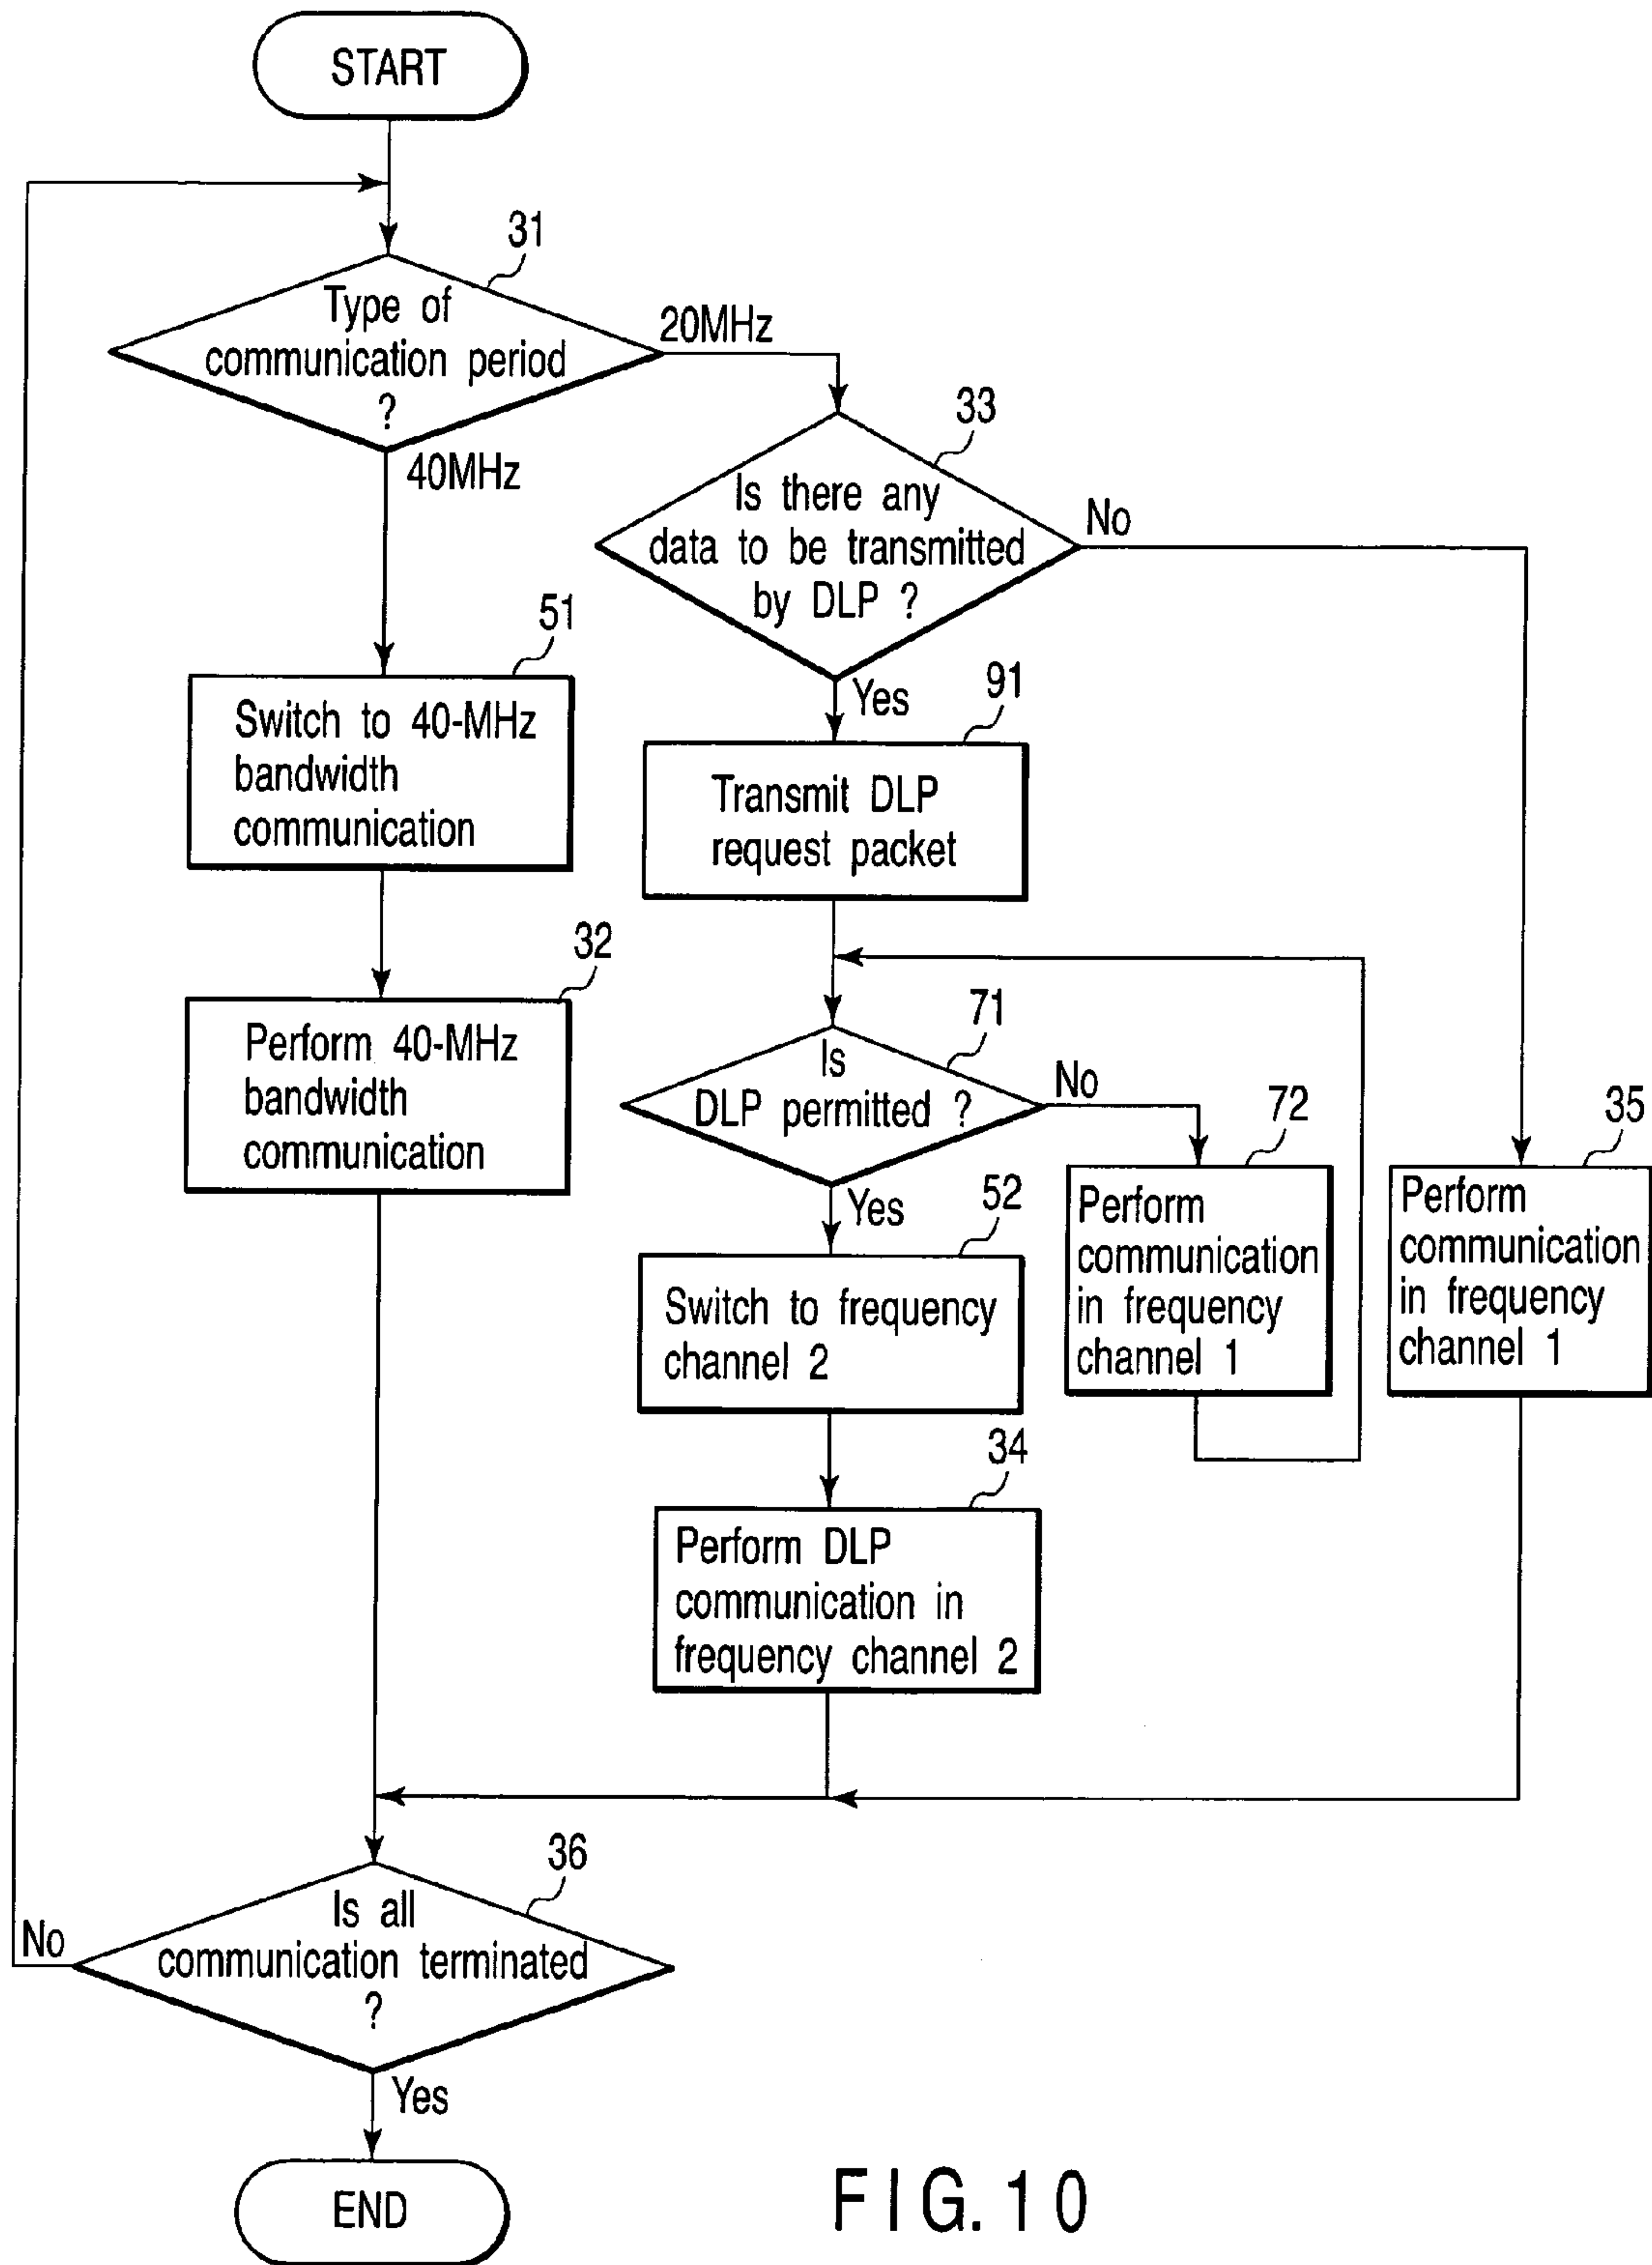 START
31
Type of
communication period
?
20MHz
40MHz
33
Is there any
data to be transmitted
by DLP ?
No
Yes
51
Switch to 40-MHz
bandwidth
communication
91
Transmit DLP
request packet
32
Perform 40-MHz
bandwidth
communication
71
Is
DLP permitted ?
No
Yes
72
Perform
communication
in frequency
channel 1
35
Perform
communication
in frequency
channel 1
52
Switch to frequency
channel 2
34
Perform DLP
communication in
frequency channel 2
36
Is all
communication terminated
?
No
Yes
END
FIG. 10